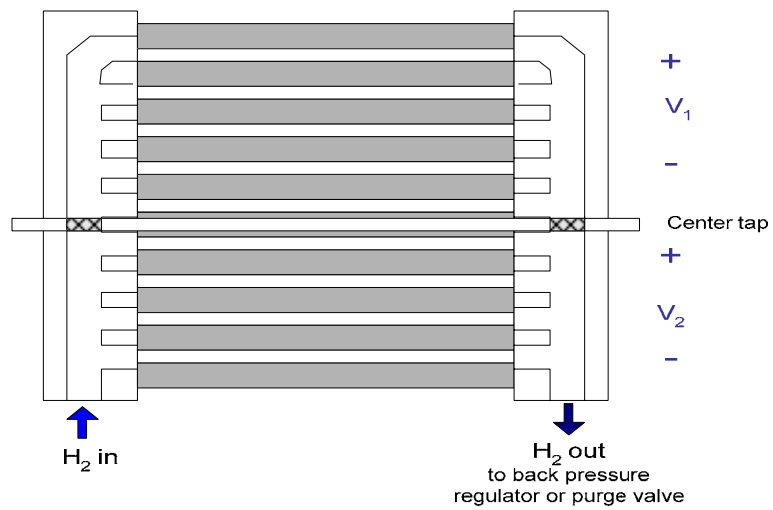 +
V₁
−
Center tap
+
V₂
−
H₂ in
H₂ out
to back pressure
regulator or purge valve